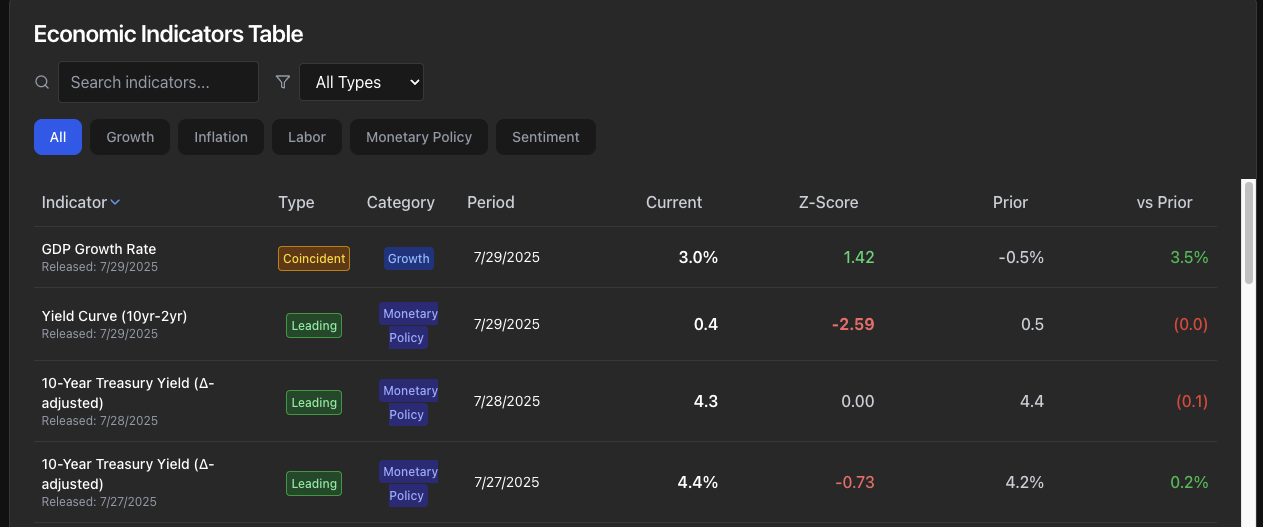 Economic Indicators Table
Search indicators... All Types
All Growth Inflation Labor Monetary Policy Sentiment
Indicator Type Category Period Current Z-Score Prior vs Prior
GDP Growth Rate
Released: 7/29/2025
Coincident Growth 7/29/2025 3.0% 1.42 -0.5% 3.5%
Yield Curve (10yr-2yr)
Released: 7/29/2025
Leading
Monetary
Policy
7/29/2025 0.4 -2.59 0.5 (0.0)
10-Year Treasury Yield (Δ-
adjusted)
Released: 7/28/2025
Leading
Monetary
Policy
7/28/2025 4.3 0.00 4.4 (0.1)
10-Year Treasury Yield (Δ-
adjusted)
Released: 7/27/2025
Leading
Monetary
Policy
7/27/2025 4.4% -0.73 4.2% 0.2%